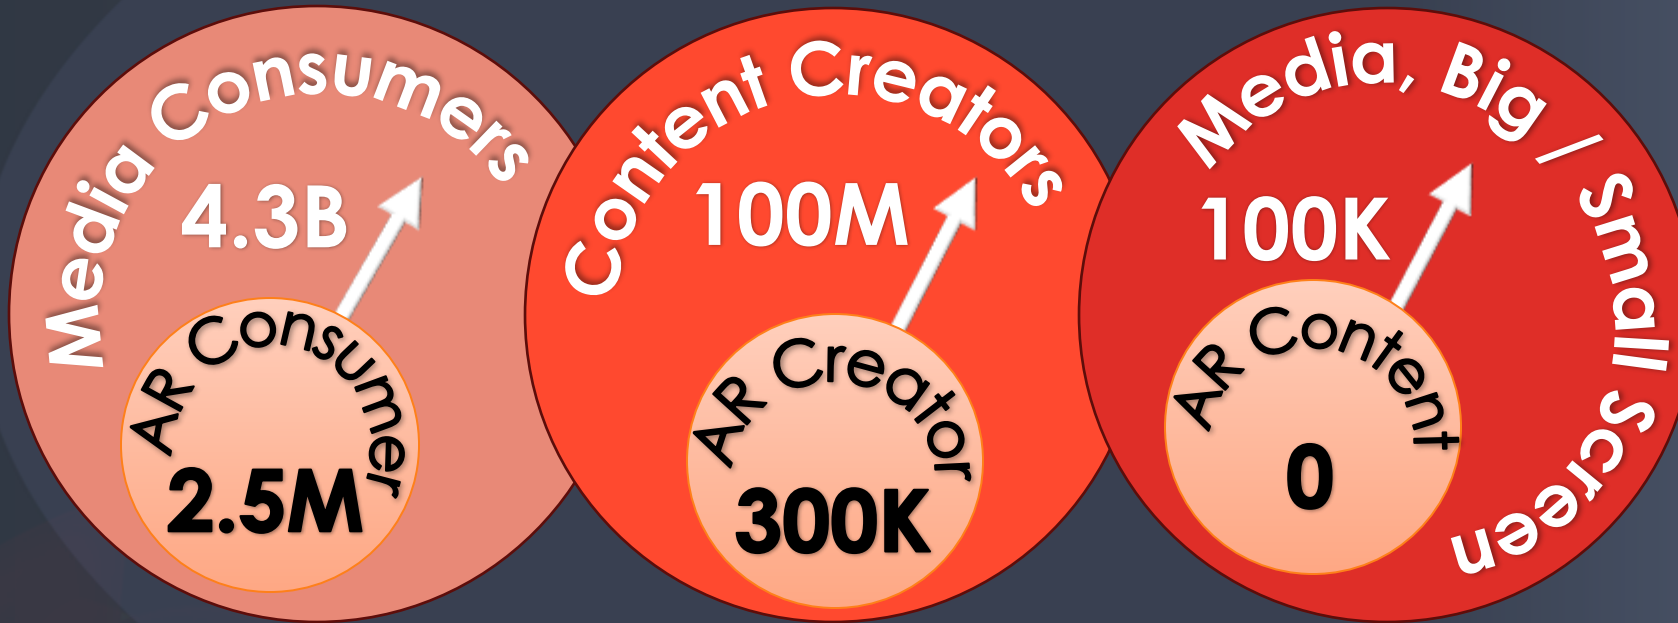 Media Consumers
4.3B
AR Consumer
2.5M
Content Creators
100M
AR Creator
300K
Media, Big / Small Screen
100K
AR Content
0